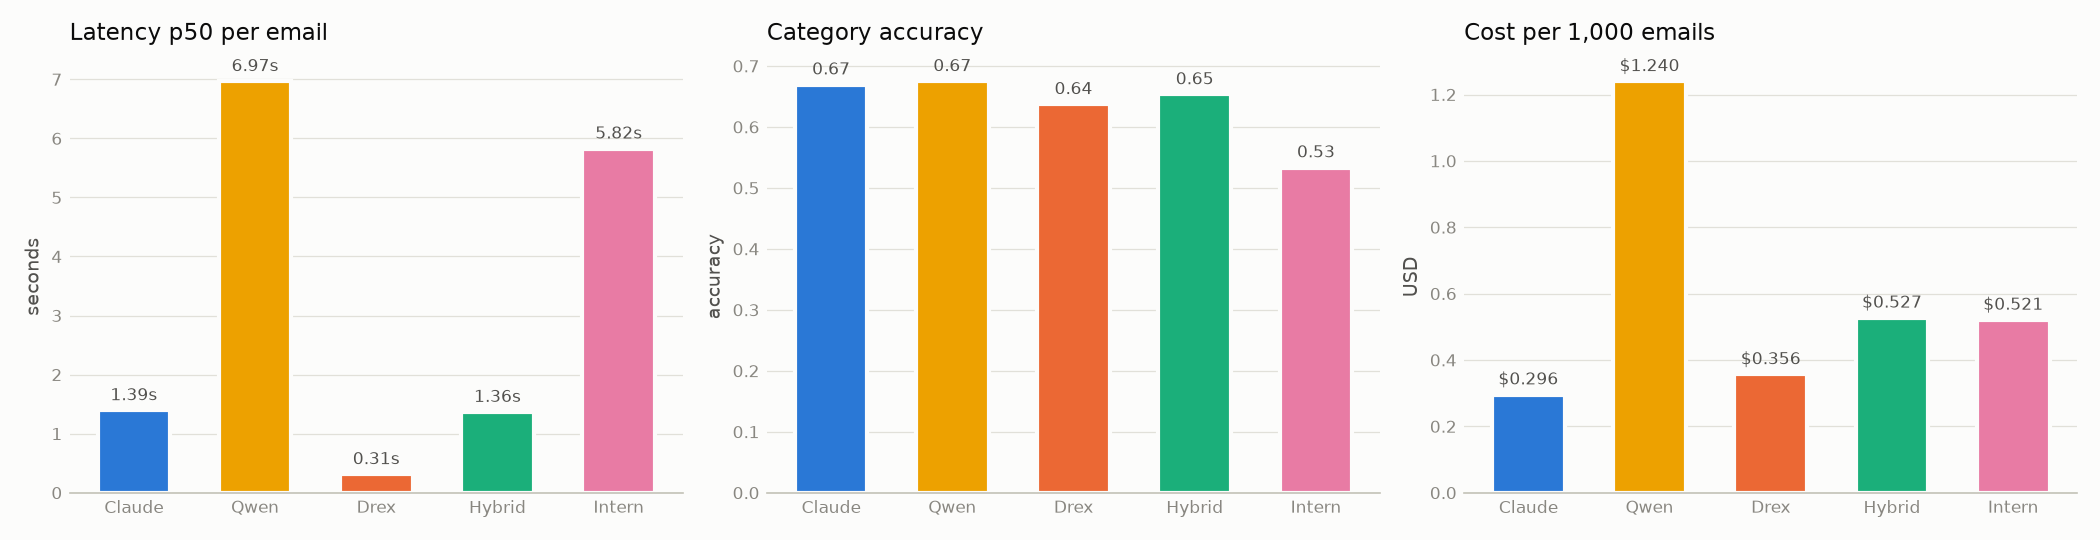 Latency p50 per email
seconds
7
6
5
4
3
2
1
0
1.39s
6.97s
0.31s
1.36s
5.82s
Claude
Qwen
Drex
Hybrid
Intern
Category accuracy
accuracy
0.7
0.6
0.5
0.4
0.3
0.2
0.1
0.0
0.67
0.67
0.64
0.65
0.53
Claude
Qwen
Drex
Hybrid
Intern
Cost per 1,000 emails
USD
1.2
1.0
0.8
0.6
0.4
0.2
0.0
$0.296
$1.240
$0.356
$0.527
$0.521
Claude
Qwen
Drex
Hybrid
Intern